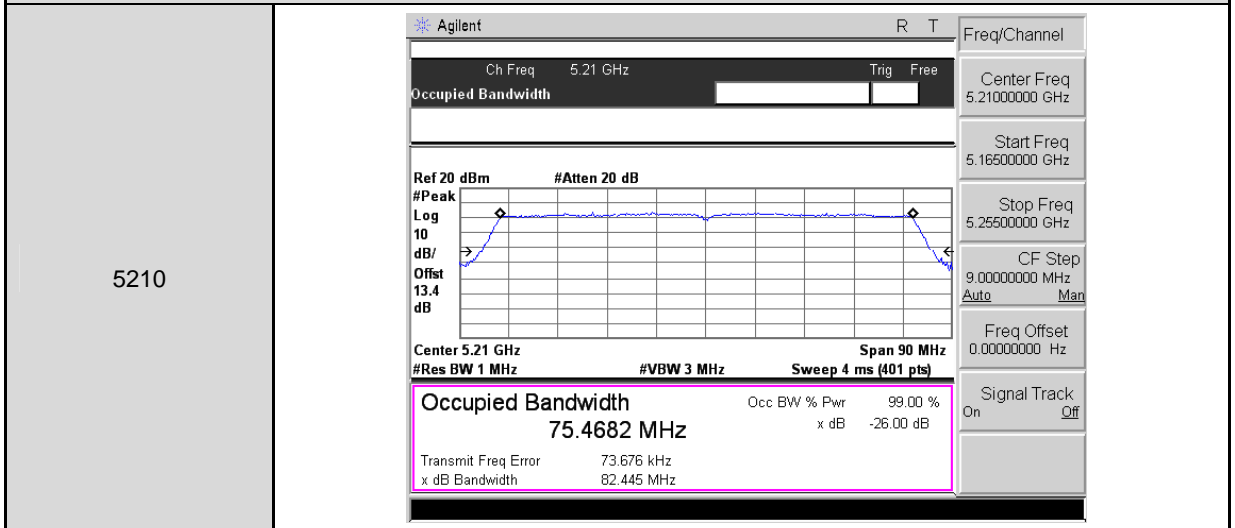 5210
Agilent
R T
Ch Freq 5.21 GHz Trig Free
Occupied Bandwidth
Ref 20 dBm #Atten 20 dB
#Peak
Log
10
dB/
Offst
13.4
dB
Center 5.21 GHz Span 90 MHz
#Res BW 1 MHz #VBW 3 MHz Sweep 4 ms (401 pts)
Occupied Bandwidth
75.4682 MHz
Occ BW % Pwr 99.00 %
x dB -26.00 dB
Transmit Freq Error 73.676 kHz
x dB Bandwidth 82.445 MHz
Freq/Channel
Center Freq
5.21000000 GHz
Start Freq
5.16500000 GHz
Stop Freq
5.25500000 GHz
CF Step
9.00000000 MHz
Auto Man
Freq Offset
0.00000000 Hz
Signal Track
On Off